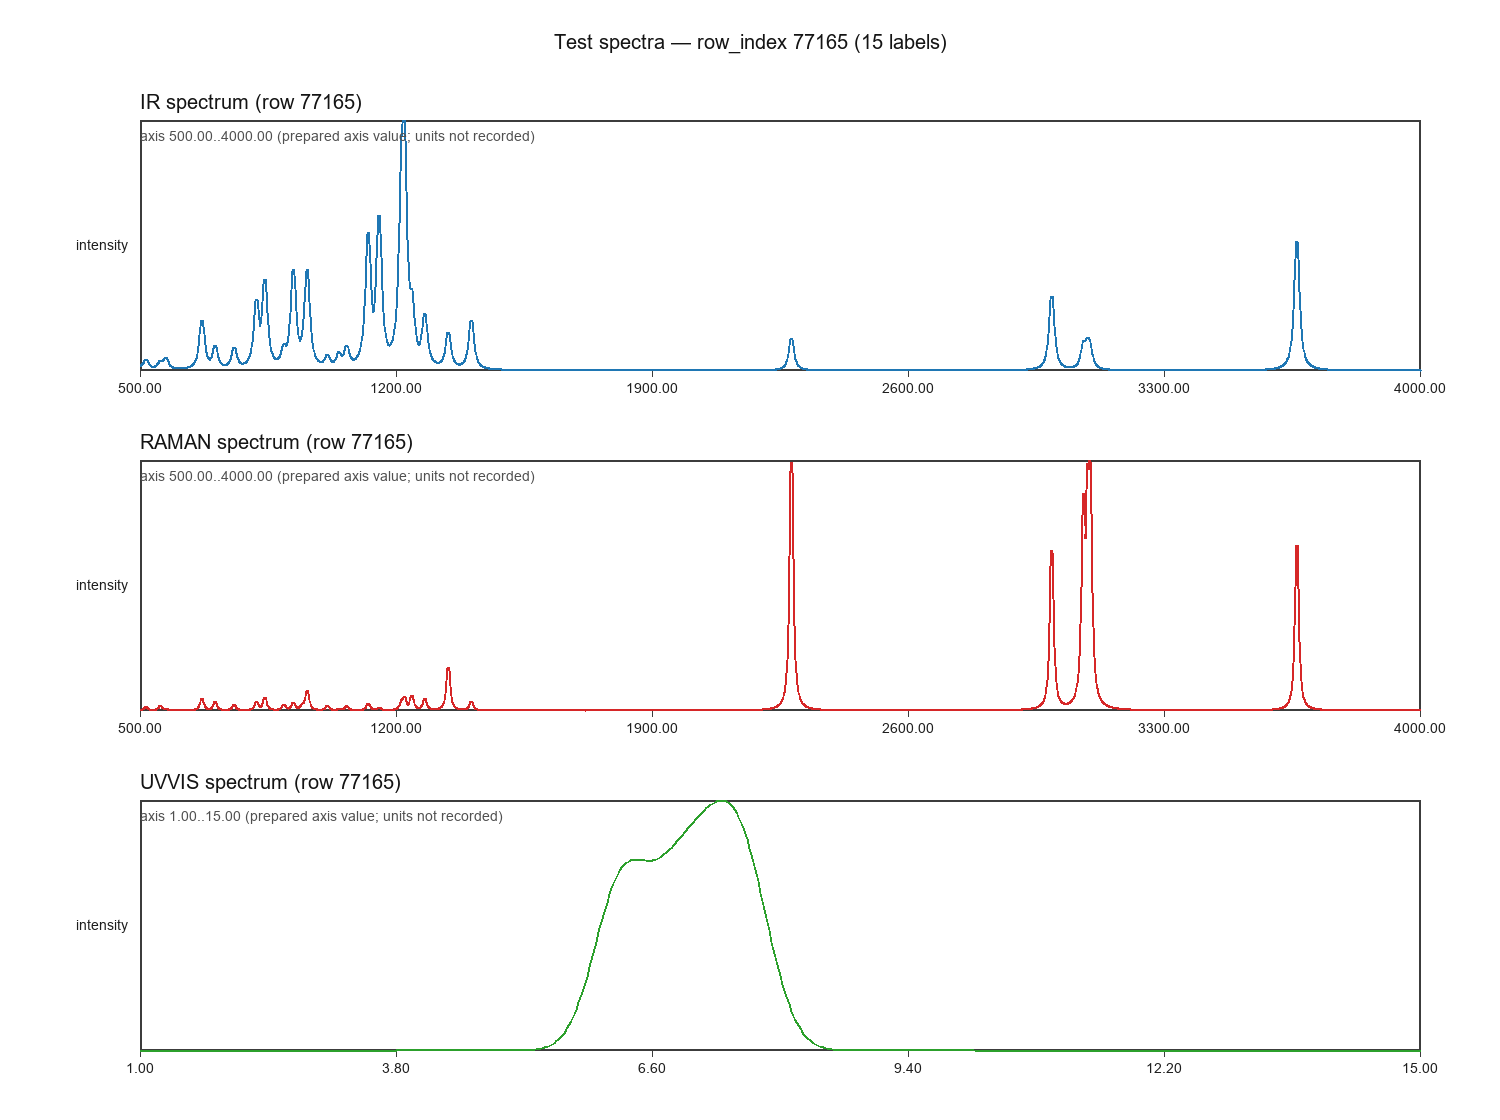 Test spectra — row_index 77165 (15 labels)
IR spectrum (row 77165)
axis 500.00..4000.00 (prepared axis value; units not recorded)
intensity
500.00 1200.00 1900.00 2600.00 3300.00 4000.00
RAMAN spectrum (row 77165)
axis 500.00..4000.00 (prepared axis value; units not recorded)
intensity
500.00 1200.00 1900.00 2600.00 3300.00 4000.00
UVVIS spectrum (row 77165)
axis 1.00..15.00 (prepared axis value; units not recorded)
intensity
1.00 3.80 6.60 9.40 12.20 15.00